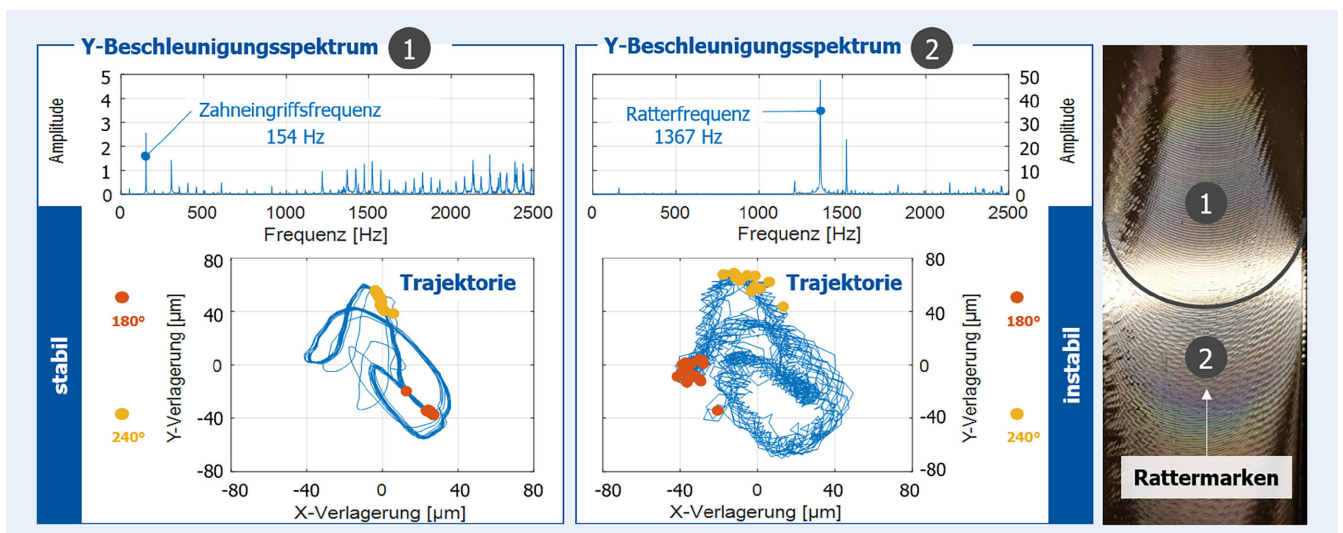 Y-Beschleunigungsspektrum 1
Amplitude
5
4
3
2
1
0
Zahneingriffsfrequenz
154 Hz
0 500 1000 1500 2000 2500
Frequenz [Hz]
stabil
180°
240°
Trajektorie
Y-Verlagerung [µm]
80
40
0
-40
-80
-80 -40 0 40 80
X-Verlagerung [µm]
Y-Beschleunigungsspektrum 2
Ratterfrequenz
1367 Hz
50
40
30
20
10
0
Amplitude
0 500 1000 1500 2000 2500
Frequenz [Hz]
Trajektorie
80
40
0
-40
-80
Y-Verlagerung [µm]
-80 -40 0 40 80
X-Verlagerung [µm]
180°
240°
instabil
1
2
Rattermarken